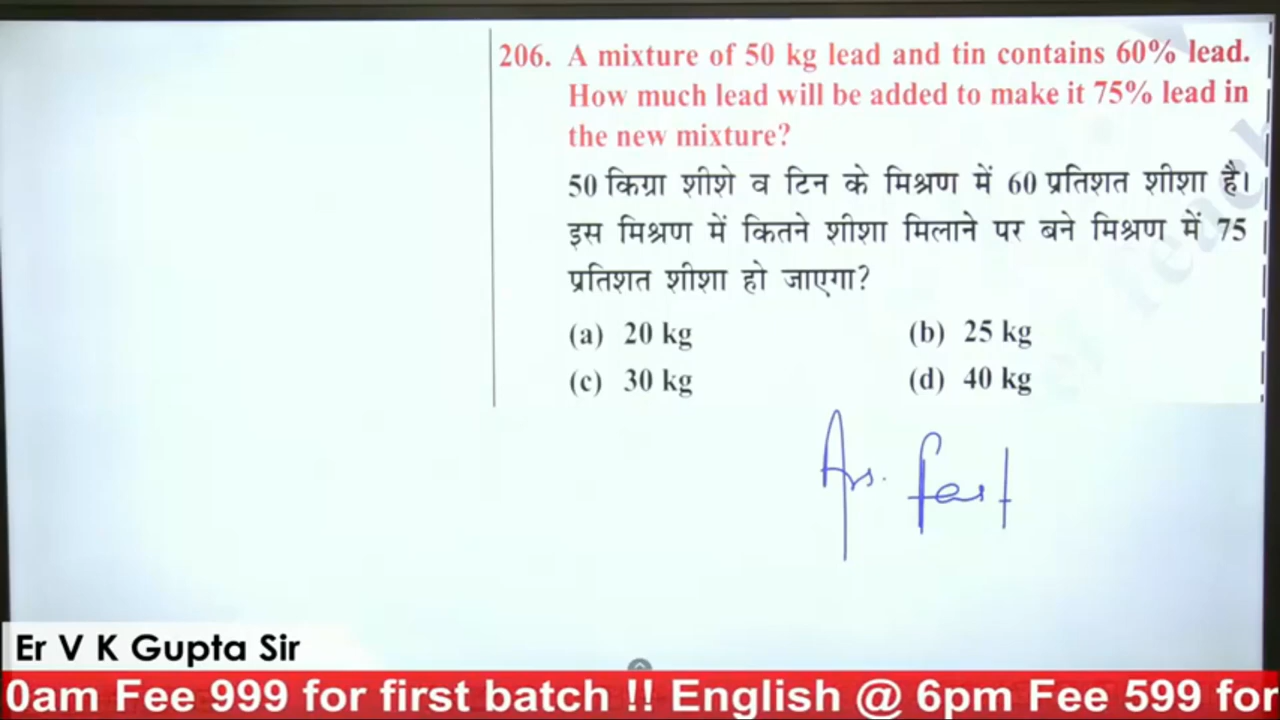 206. A mixture of 50 kg lead and tin contains 60% lead.
How much lead will be added to make it 75% lead in
the new mixture?
50 किग्रा शीशे व टिन के मिश्रण में 60 प्रतिशत शीशा है।
इस मिश्रण में कितने शीशा मिलाने पर बने मिश्रण में 75
प्रतिशत शीशा हो जाएगा?
(a) 20 kg (b) 25 kg
(c) 30 kg (d) 40 kg
Ans. fast
Er V K Gupta Sir
0am Fee 999 for first batch !! English @ 6pm Fee 599 for